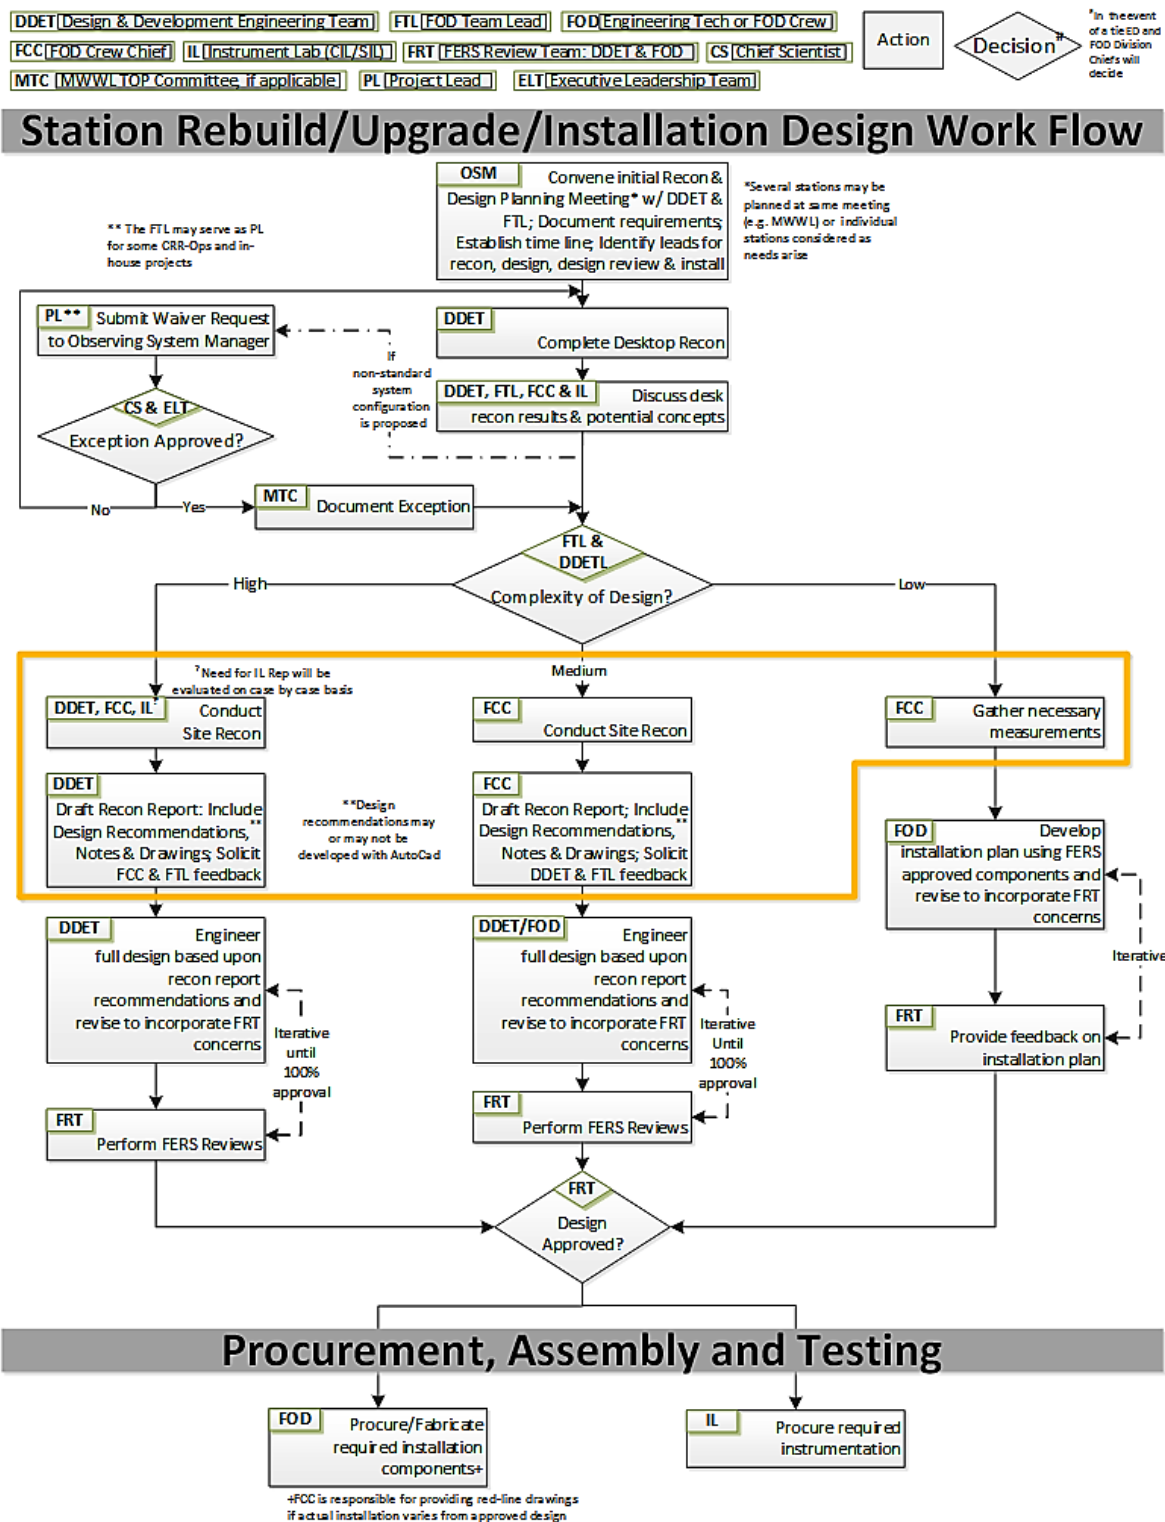 DDET Design & Development Engineering Team FTL FOD Team Lead FOD Engineering Tech or FOD Crew
FCC FOD Crew Chief IL Instrument Lab (CIL/SIL) FRT FERS Review Team: DDET & FOD CS Chief Scientist
MTC MWWL TOP Committee, if applicable PL Project Lead ELT Executive Leadership Team
Action
Decision#
#In the event
of a tie ED and
FOD Division
Chiefs will
decide
Station Rebuild/Upgrade/Installation Design Work Flow
OSM Convene initial Recon &
Design Planning Meeting* w/ DDET &
FTL; Document requirements;
Establish time line; Identify leads for
recon, design, design review & install
*Several stations may be
planned at same meeting
(e.g. MWWL) or individual
stations considered as
needs arise
** The FTL may serve as PL
for some CRR-Ops and in-
house projects
PL** Submit Waiver Request
to Observing System Manager
DDET
Complete Desktop Recon
If
non-standard
system
configuration
is proposed
DDET, FTL, FCC & IL Discuss desk
recon results & potential concepts
CS & ELT
Exception Approved?
No
Yes
MTC Document Exception
FTL &
DDETL
Complexity of Design?
High
Low
Medium
?Need for IL Rep will be
evaluated on case by case basis
DDET, FCC, IL? Conduct
Site Recon
FCC
Conduct Site Recon
FCC Gather necessary
measurements
DDET
Draft Recon Report: Include
Design Recommendations,**
Notes & Drawings; Solicit
FCC & FTL feedback
**Design
recommendations may
or may not be
developed with AutoCad
FCC
Draft Recon Report; Include
Design Recommendations,**
Notes & Drawings; Solicit
DDET & FTL feedback
FOD Develop
installation plan using FERS
approved components and
revise to incorporate FRT
concerns
Iterative
DDET
Engineer
full design based upon
recon report
recommendations and
revise to incorporate FRT
concerns
Iterative
until
100%
approval
DDET/FOD
Engineer
full design based upon
recon report
recommendations and
revise to incorporate FRT
concerns
Iterative
Until
100%
approval
FRT
Provide feedback on
installation plan
FRT
Perform FERS Reviews
FRT
Perform FERS Reviews
FRT
Design
Approved?
Procurement, Assembly and Testing
FOD Procure/Fabricate
required installation
components+
IL Procure required
instrumentation
+FCC is responsible for providing red-line drawings
if actual installation varies from approved design